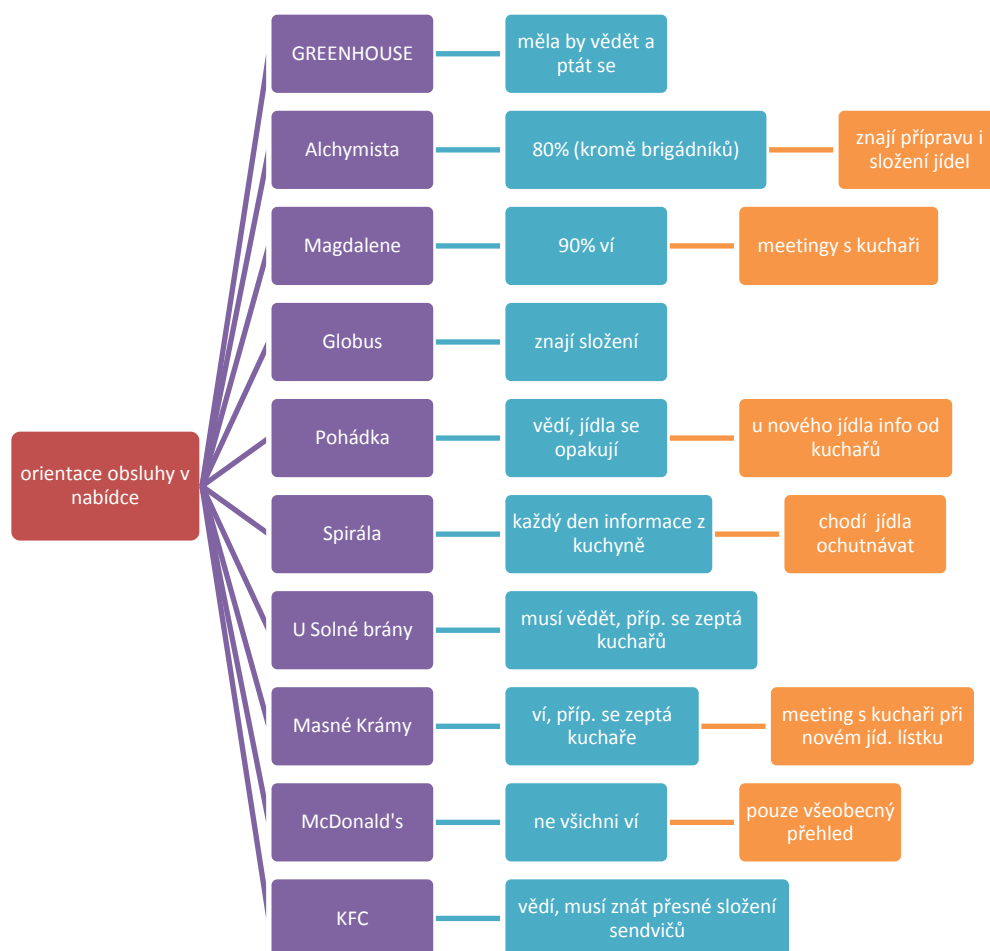 GREENHOUSE
měla by vědět a
ptát se
Alchymista
80% (kromě brigádníků)
znají přípravu i
složení jídel
Magdalene
90% ví
meetingy s kuchaři
Globus
znají složení
orientace obsluhy v
nabídce
Pohádka
vědí, jídla se
opakují
u nového jídla info od
kuchařů
Spirála
každý den informace z
kuchyně
chodí jídla
ochutnávat
U Solné brány
musí vědět, příp. se zeptá
kuchařů
Masné Krámy
ví, příp. se zeptá
kuchaře
meeting s kuchaři při
novém jíd. lístku
McDonald's
ne všichni ví
pouze všeobecný
přehled
KFC
vědí, musí znát přesné složení
sendvičů